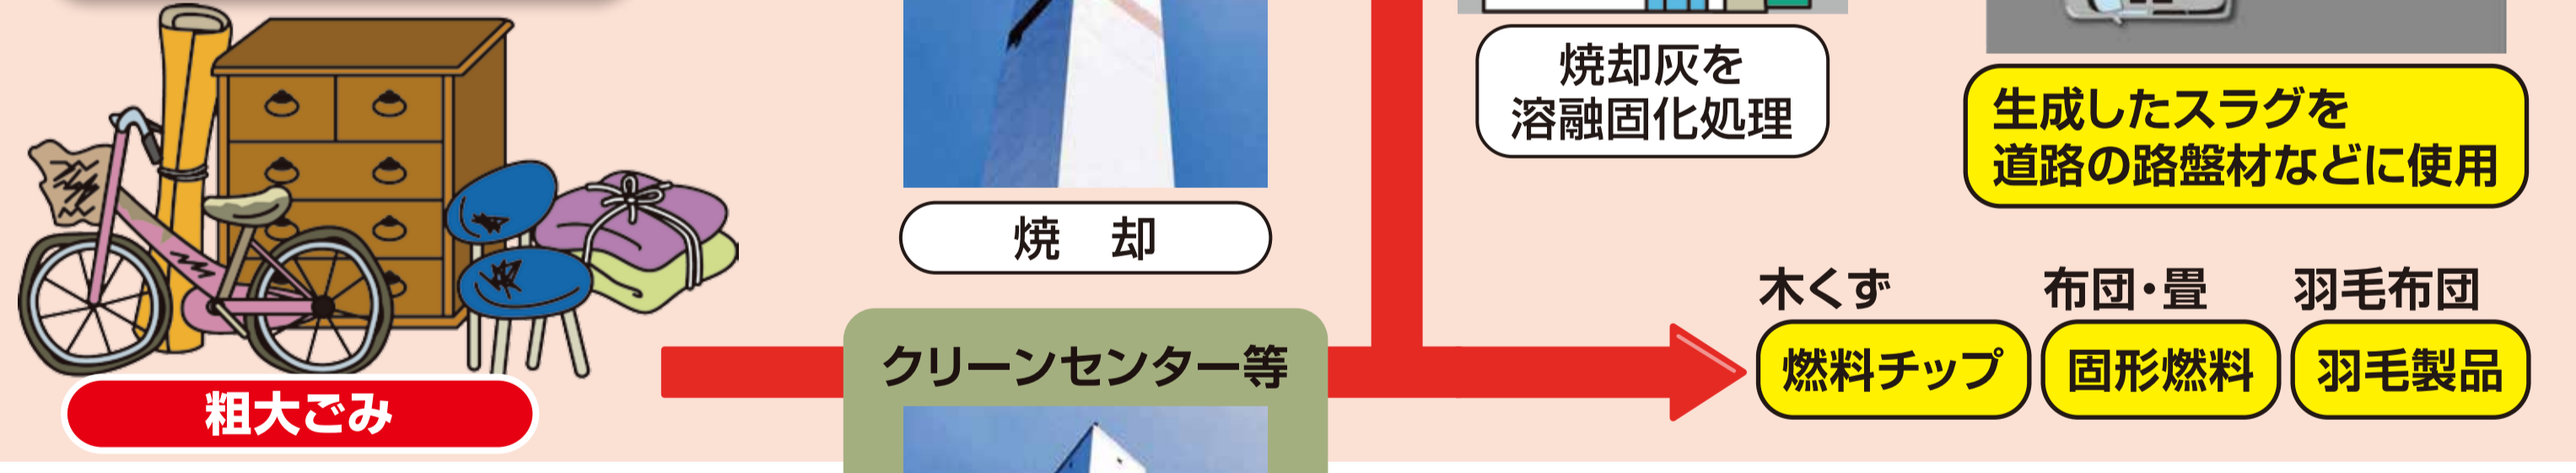 焼却灰を
溶融固化処理
生成したスラグを
道路の路盤材などに使用
焼　却
木くず
燃料チップ
布団・畳
固形燃料
羽毛布団
羽毛製品
クリーンセンター等
粗大ごみ